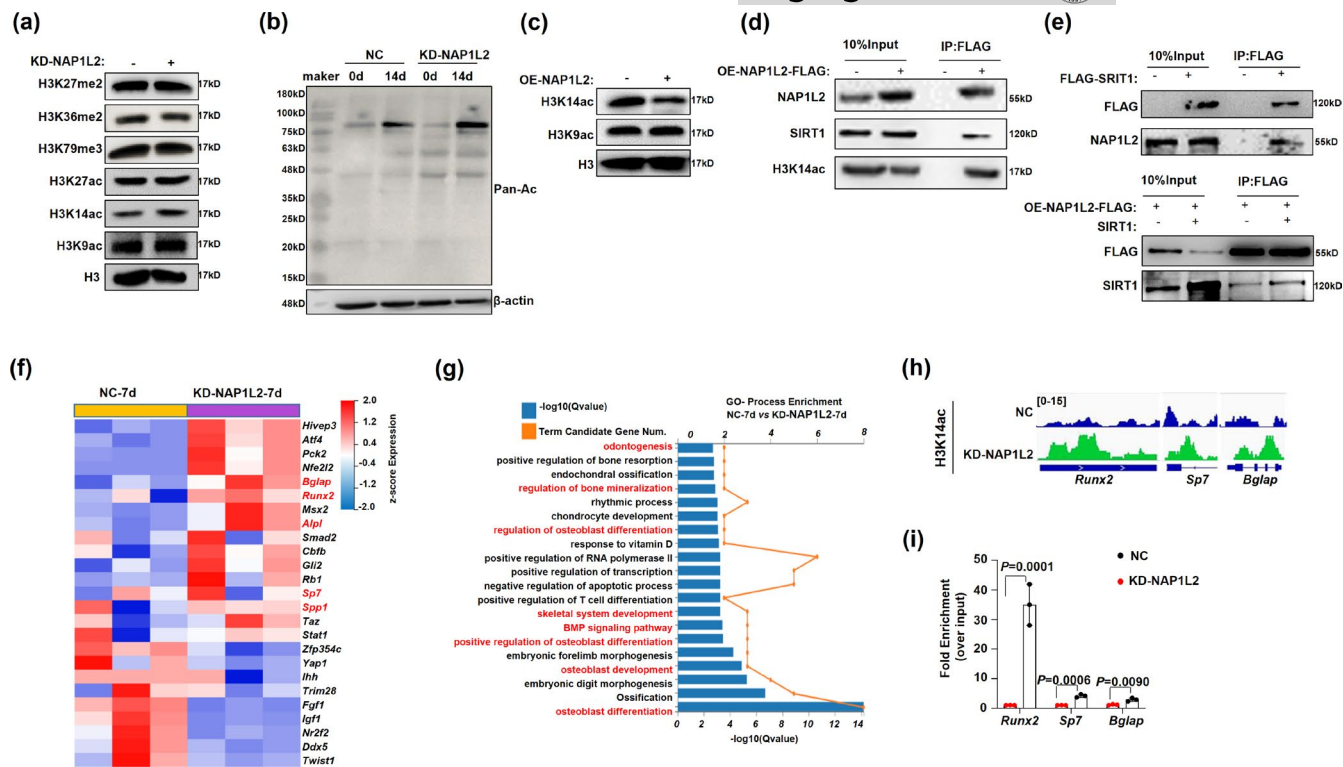 (a)
KD-NAP1L2: - +
H3K27me2 17kD
H3K36me2 17kD
H3K79me3 17kD
H3K27ac 17kD
H3K14ac 17kD
H3K9ac 17kD
H3 17kD
(b)
NC KD-NAP1L2
maker 0d 14d 0d 14d
180kD
100kD
75kD
63kD
48kD
35kD
25kD
20kD
15kD
Pan-Ac
48kD β-actin
(c)
OE-NAP1L2: - +
H3K14ac 17kD
H3K9ac 17kD
H3 17kD
(d)
10%Input IP:FLAG
OE-NAP1L2-FLAG: - + - +
NAP1L2 55kD
SIRT1 120kD
H3K14ac 17kD
(e)
10%Input IP:FLAG
FLAG-SRIT1: - + - +
FLAG 120kD
NAP1L2 55kD
10%Input IP:FLAG
OE-NAP1L2-FLAG: + + + +
SIRT1: - + - +
FLAG 55kD
SIRT1 120kD
(f)
NC-7d KD-NAP1L2-7d
2.0
1.2
0.4
-0.4
-1.2
-2.0
z-score Expression
Hivep3
Atf4
Pck2
Nfe2l2
Bglap
Runx2
Msx2
Alpl
Smad2
Cbfb
Gli2
Rb1
Sp7
Spp1
Taz
Stat1
Zfp354c
Yap1
Ihh
Trim28
Fgf1
Igf1
Nr2f2
Ddx5
Twist1
(g)
-log10(Qvalue)
Term Candidate Gene Num.
GO- Process Enrichment
NC-7d vs KD-NAP1L2-7d
0 2 4 6 8
odontogenesis
positive regulation of bone resorption
endochondral ossification
regulation of bone mineralization
rhythmic process
chondrocyte development
regulation of osteoblast differentiation
response to vitamin D
positive regulation of RNA polymerase II
positive regulation of transcription
negative regulation of apoptotic process
positive regulation of T cell differentiation
skeletal system development
BMP signaling pathway
positive regulation of osteoblast differentiation
embryonic forelimb morphogenesis
osteoblast development
embryonic digit morphogenesis
Ossification
osteoblast differentiation
0 2 4 6 8 10 12 14
-log10(Qvalue)
(h)
[0-15]
H3K14ac
NC
KD-NAP1L2
Runx2 Sp7 Bglap
(i)
50
40
30
20
10
0
Fold Enrichment
(over input)
NC
KD-NAP1L2
P=0.0001
P=0.0006
P=0.0090
Runx2 Sp7 Bglap